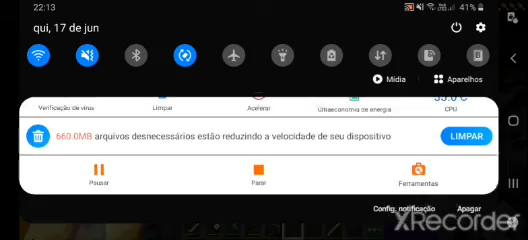 22:13
41%
qui, 17 de jun
Mídia
Aparelhos
Verificação de vírus
Limpar
Acelerar
Ultraeconomia de energia
CPU
660.0MB arquivos desnecessários estão reduzindo a velocidade de seu dispositivo
LIMPAR
Pausar
Parar
Ferramentas
Config. notificação
Apagar
XRecorder